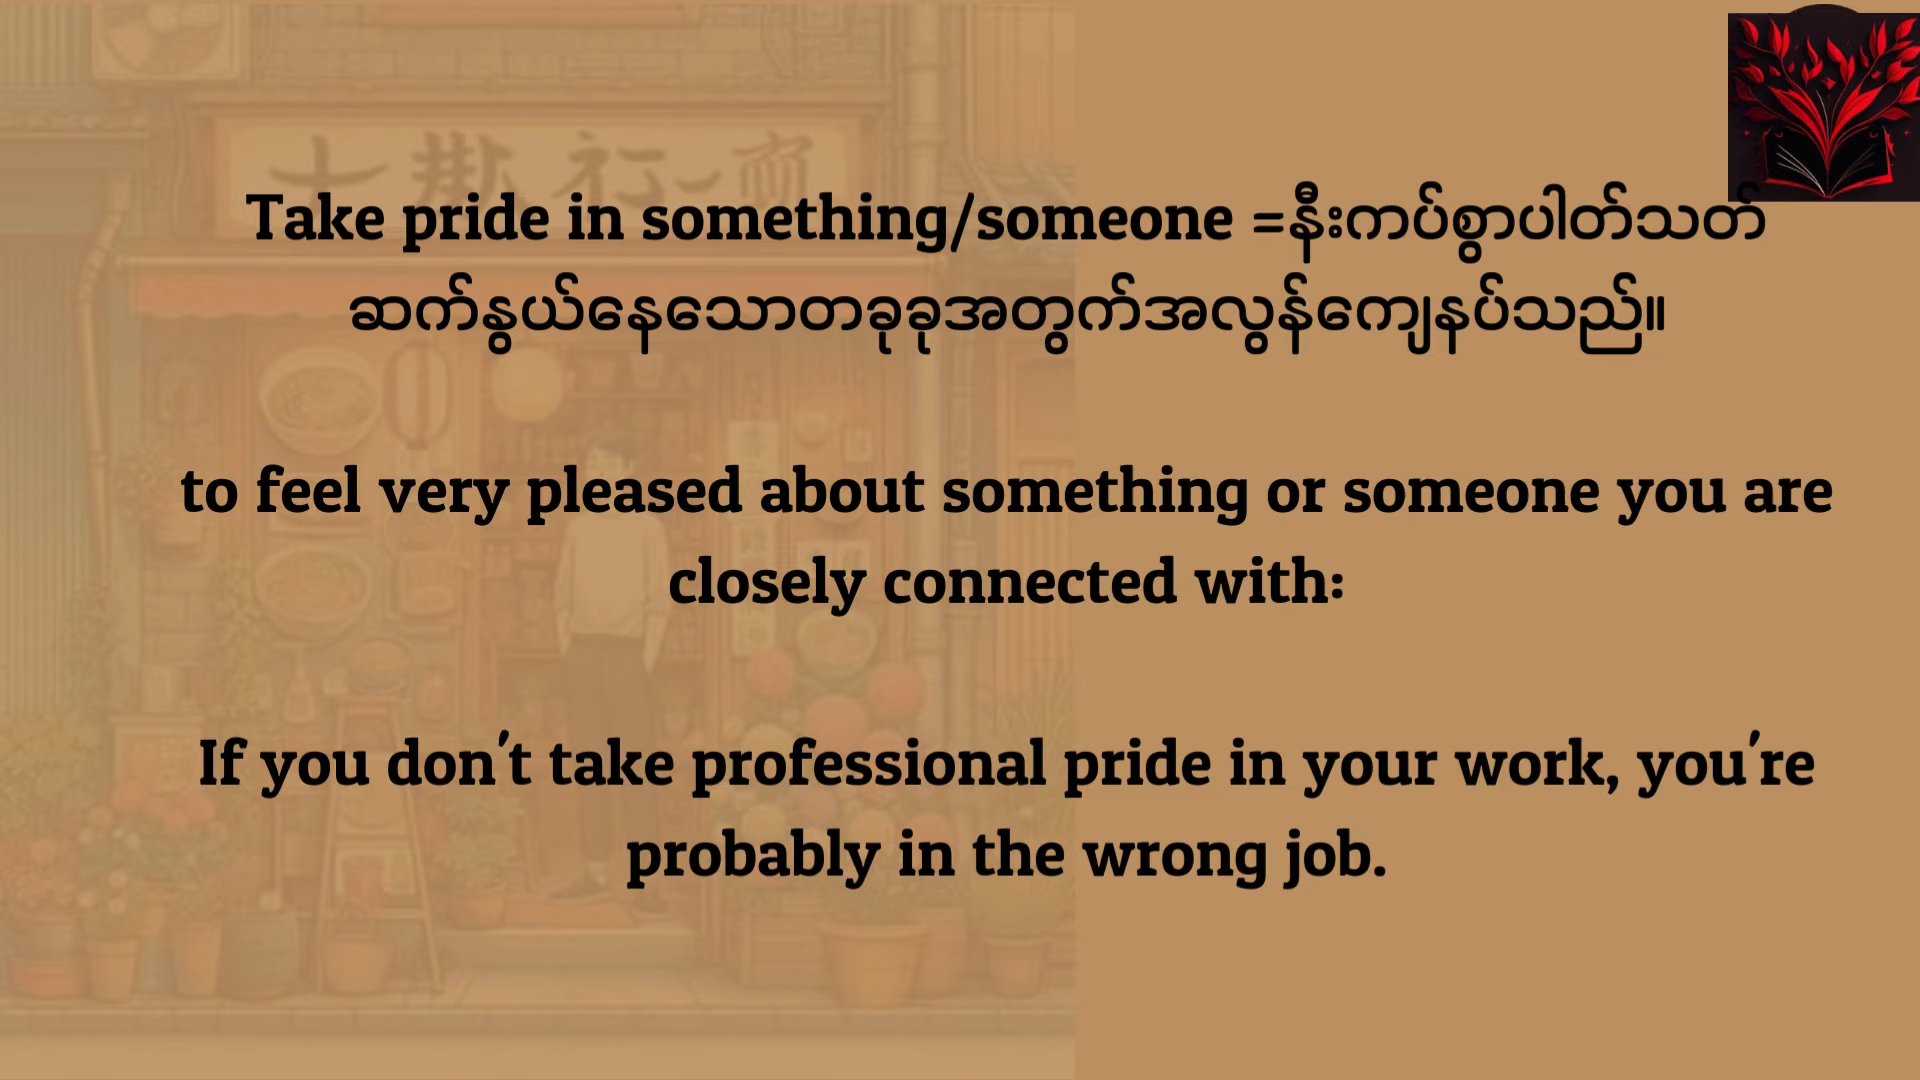 Take pride in something/someone =နီးကပ်စွာပါတ်သတ်
ဆက်နွယ်နေသောတခုခုအတွက်အလွန်ကျေနပ်သည်။
to feel very pleased about something or someone you are
closely connected with:
If you don't take professional pride in your work, you're
probably in the wrong job.